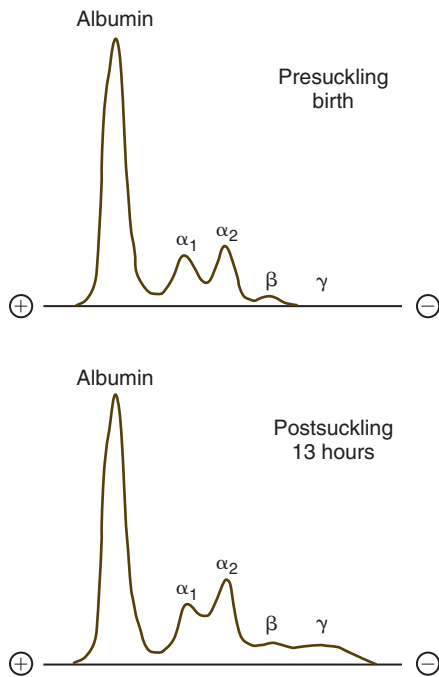 Albumin
Presuckling
birth
α₁
α₂
β
γ
+
−
Albumin
Postsuckling
13 hours
α₁
α₂
β
γ
+
−